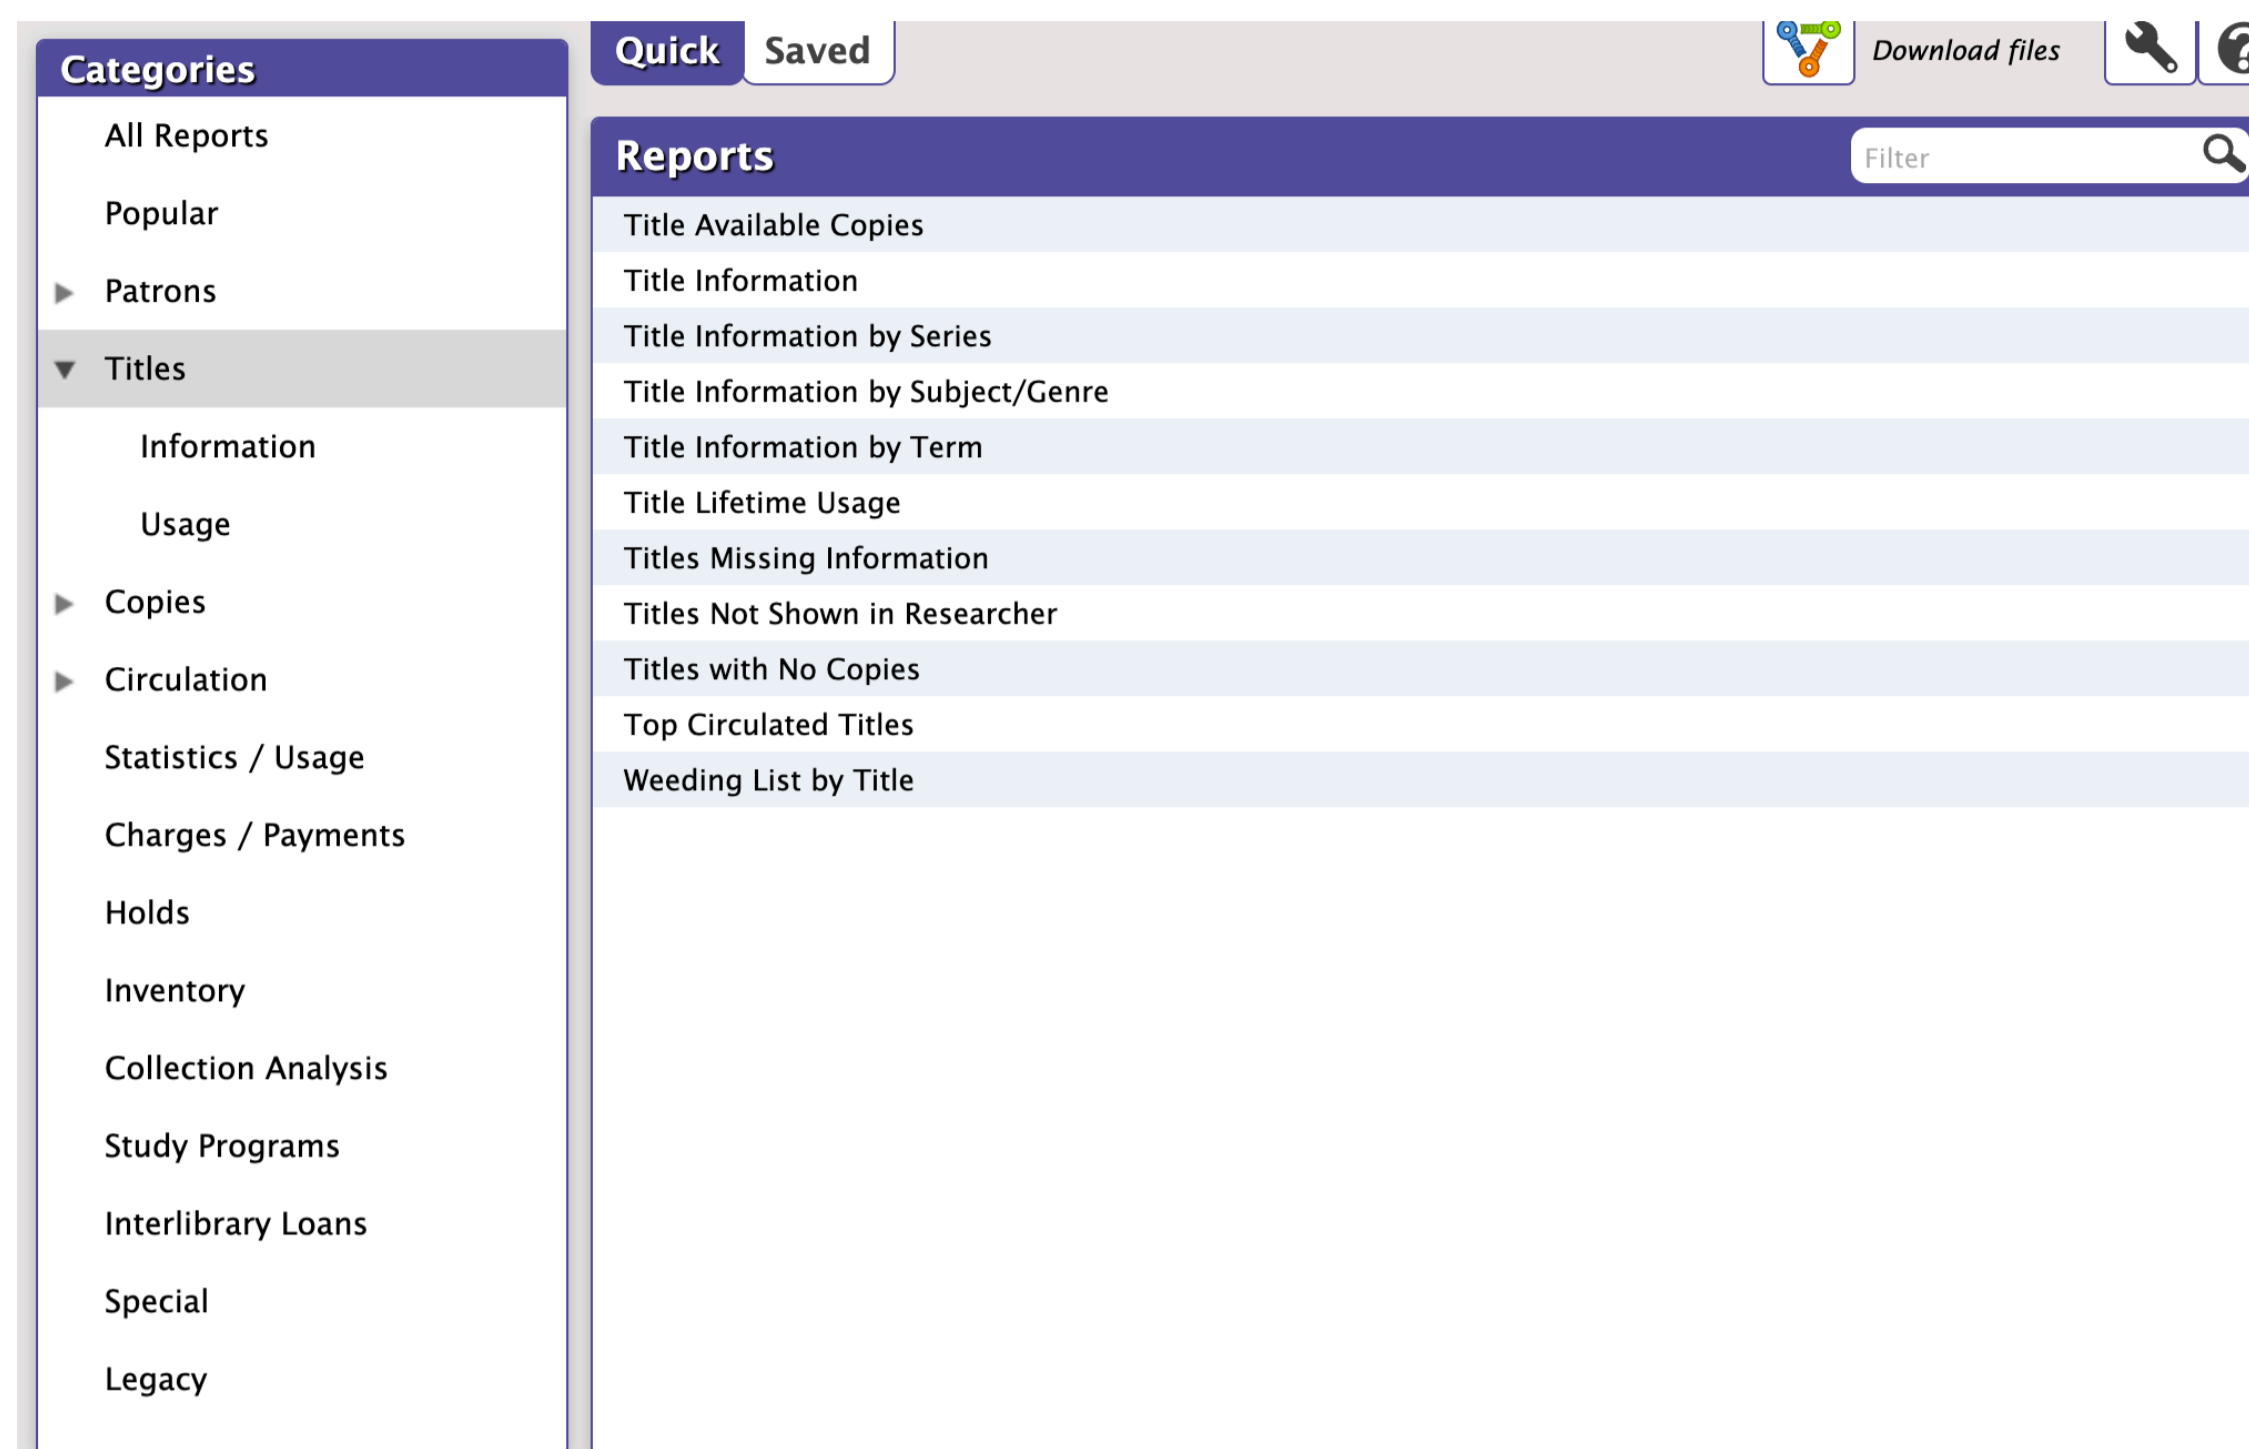 Categories
All Reports
Popular
Patrons
Titles
Information
Usage
Copies
Circulation
Statistics / Usage
Charges / Payments
Holds
Inventory
Collection Analysis
Study Programs
Interlibrary Loans
Special
Legacy
Quick
Saved
Download files
?
Reports
Filter
Title Available Copies
Title Information
Title Information by Series
Title Information by Subject/Genre
Title Information by Term
Title Lifetime Usage
Titles Missing Information
Titles Not Shown in Researcher
Titles with No Copies
Top Circulated Titles
Weeding List by Title